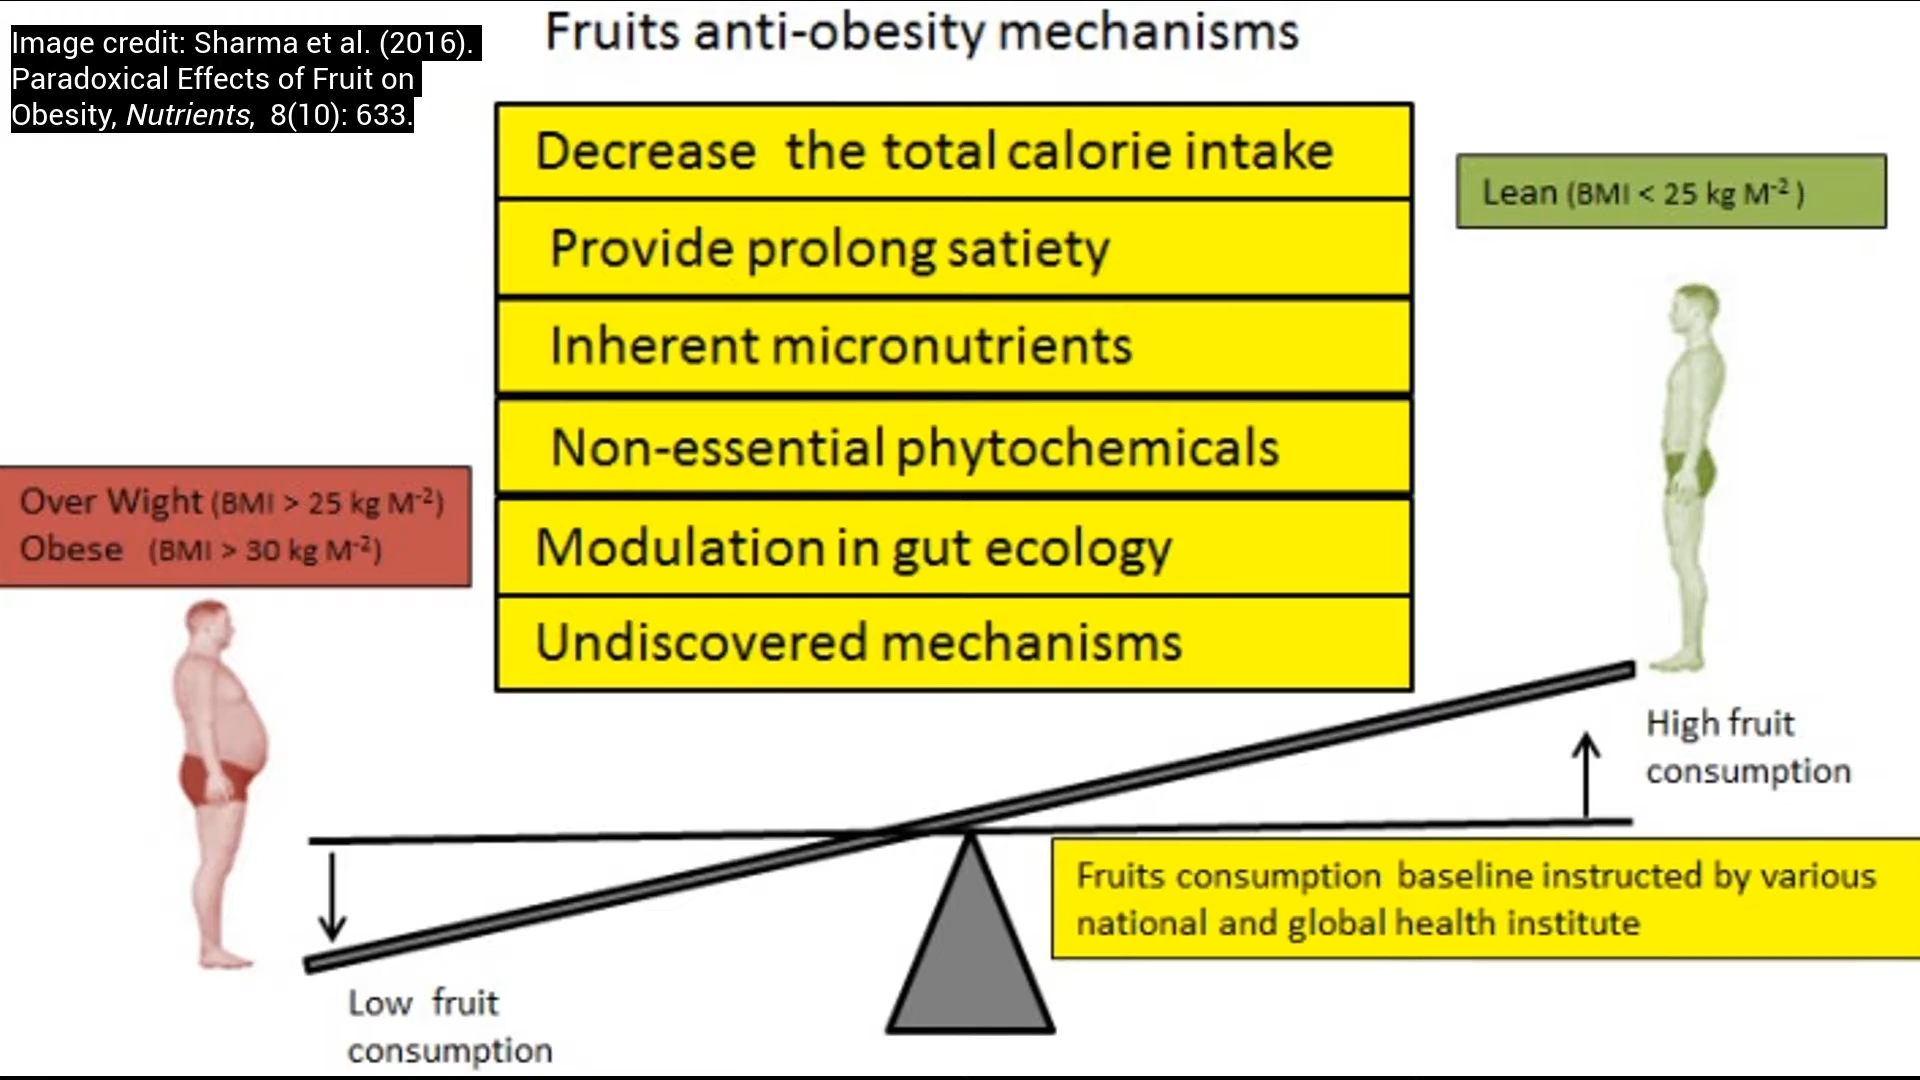 Image credit: Sharma et al. (2016).
Paradoxical Effects of Fruit on
Obesity, Nutrients, 8(10): 633.
Fruits anti-obesity mechanisms
Decrease the total calorie intake
Provide prolong satiety
Inherent micronutrients
Non-essential phytochemicals
Modulation in gut ecology
Undiscovered mechanisms
Lean (BMI < 25 kg M⁻²)
Over Wight (BMI > 25 kg M⁻²)
Obese (BMI > 30 kg M⁻²)
High fruit
consumption
Fruits consumption baseline instructed by various
national and global health institute
Low fruit
consumption